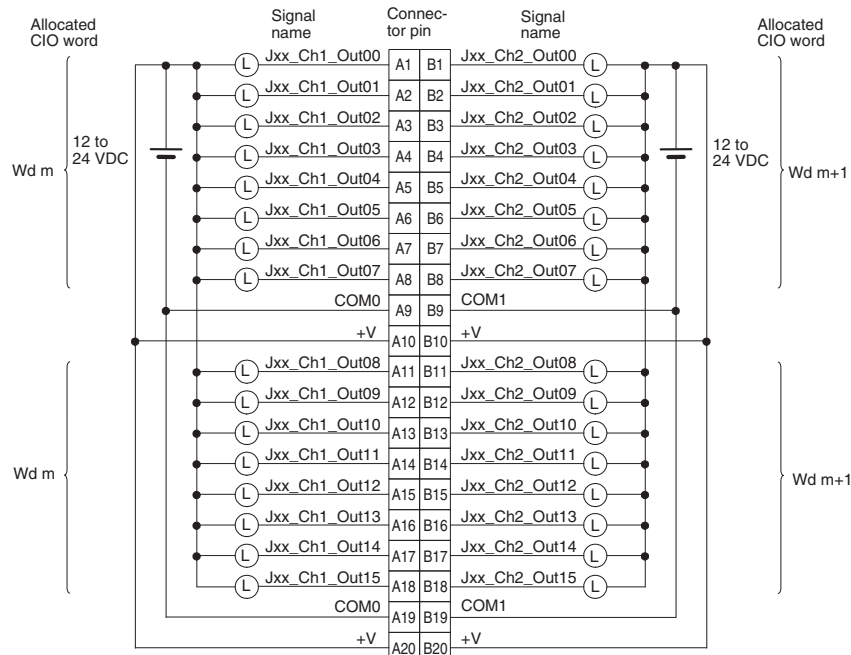 Allocated CIO word Signal name Connec-tor pin Signal name Allocated CIO word
Jxx_Ch1_Out00 A1 B1 Jxx_Ch2_Out00
L L
Jxx_Ch1_Out01 A2 B2 Jxx_Ch2_Out01
L L
Jxx_Ch1_Out02 A3 B3 Jxx_Ch2_Out02
L L
12 to 24 VDC 12 to 24 VDC
Jxx_Ch1_Out03 A4 B4 Jxx_Ch2_Out03
L L
Wd m Wd m+1
Jxx_Ch1_Out04 A5 B5 Jxx_Ch2_Out04
L L
Jxx_Ch1_Out05 A6 B6 Jxx_Ch2_Out05
L L
Jxx_Ch1_Out06 A7 B7 Jxx_Ch2_Out06
L L
Jxx_Ch1_Out07 A8 B8 Jxx_Ch2_Out07
L L
COM0 A9 B9 COM1
+V A10 B10 +V
Jxx_Ch1_Out08 A11 B11 Jxx_Ch2_Out08
L L
Jxx_Ch1_Out09 A12 B12 Jxx_Ch2_Out09
L L
Jxx_Ch1_Out10 A13 B13 Jxx_Ch2_Out10
L L
Jxx_Ch1_Out11 A14 B14 Jxx_Ch2_Out11
L L
Wd m Wd m+1
Jxx_Ch1_Out12 A15 B15 Jxx_Ch2_Out12
L L
Jxx_Ch1_Out13 A16 B16 Jxx_Ch2_Out13
L L
Jxx_Ch1_Out14 A17 B17 Jxx_Ch2_Out14
L L
Jxx_Ch1_Out15 A18 B18 Jxx_Ch2_Out15
L L
COM0 A19 B19 COM1
+V A20 B20 +V